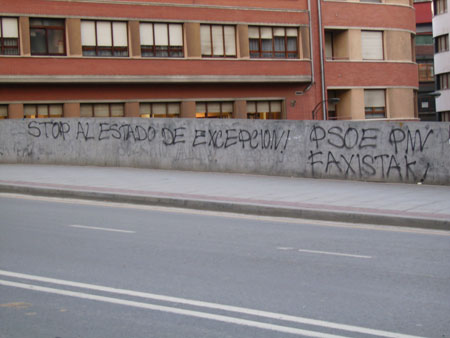 STOP AL ESTADO DE EXCEPCION! PSOE PNV
FAXISTAK!